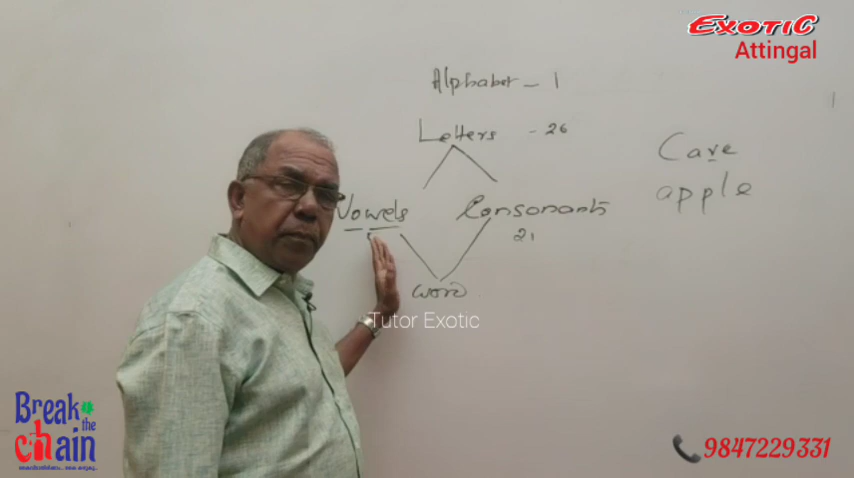 EXOTIC
Attingal
Alphabet - 1
Letters - 26
Care
apple
Vowels
Consonants
21
word
Tutor Exotic
Break
the
chain
9847229331